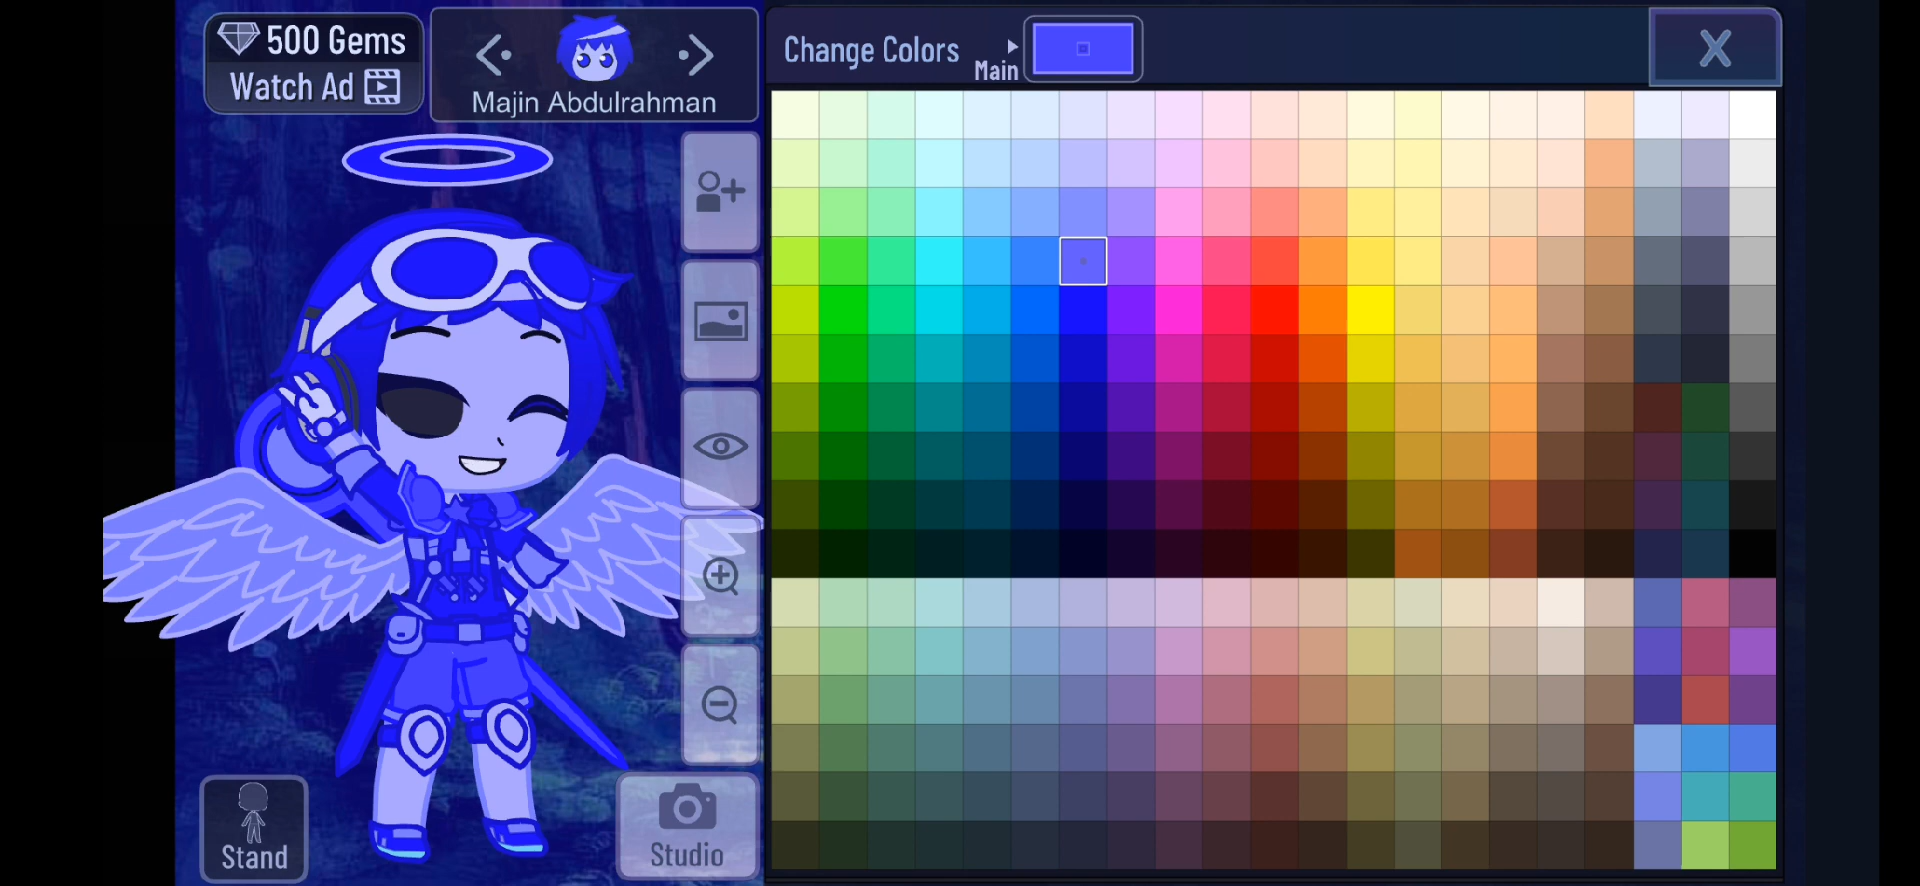 500 Gems
Watch Ad
Majin Abdulrahman
Change Colors
Main
X
Stand
Studio